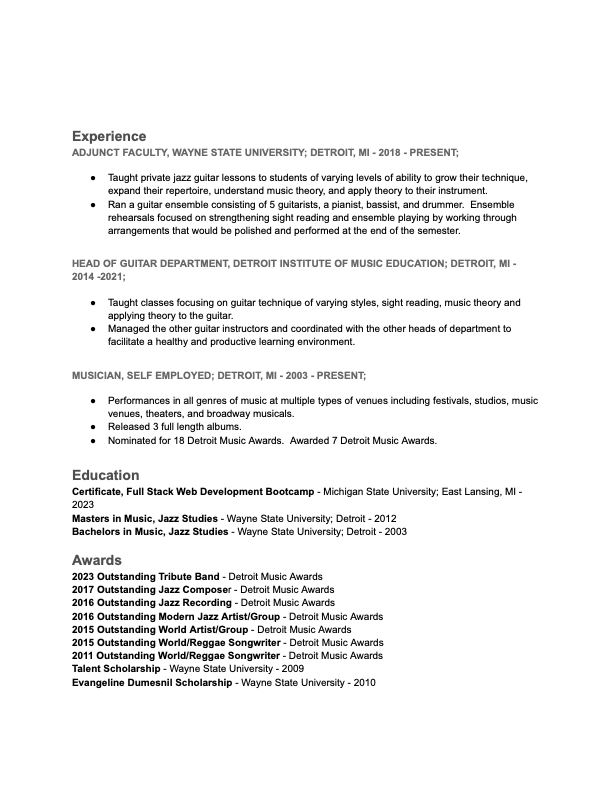 Experience
ADJUNCT FACULTY, WAYNE STATE UNIVERSITY; DETROIT, MI - 2018 - PRESENT;
● Taught private jazz guitar lessons to students of varying levels of ability to grow their technique,
expand their repertoire, understand music theory, and apply theory to their instrument.
● Ran a guitar ensemble consisting of 5 guitarists, a pianist, bassist, and drummer.  Ensemble
rehearsals focused on strengthening sight reading and ensemble playing by working through
arrangements that would be polished and performed at the end of the semester.
HEAD OF GUITAR DEPARTMENT, DETROIT INSTITUTE OF MUSIC EDUCATION; DETROIT, MI -
2014 -2021;
● Taught classes focusing on guitar technique of varying styles, sight reading, music theory and
applying theory to the guitar.
● Managed the other guitar instructors and coordinated with the other heads of department to
facilitate a healthy and productive learning environment.
MUSICIAN, SELF EMPLOYED; DETROIT, MI - 2003 - PRESENT;
● Performances in all genres of music at multiple types of venues including festivals, studios, music
venues, theaters, and broadway musicals.
● Released 3 full length albums.
● Nominated for 18 Detroit Music Awards.  Awarded 7 Detroit Music Awards.
Education
Certificate, Full Stack Web Development Bootcamp - Michigan State University; East Lansing, MI -
2023
Masters in Music, Jazz Studies - Wayne State University; Detroit - 2012
Bachelors in Music, Jazz Studies - Wayne State University; Detroit - 2003
Awards
2023 Outstanding Tribute Band - Detroit Music Awards
2017 Outstanding Jazz Composer - Detroit Music Awards
2016 Outstanding Jazz Recording - Detroit Music Awards
2016 Outstanding Modern Jazz Artist/Group - Detroit Music Awards
2015 Outstanding World Artist/Group - Detroit Music Awards
2015 Outstanding World/Reggae Songwriter - Detroit Music Awards
2011 Outstanding World/Reggae Songwriter - Detroit Music Awards
Talent Scholarship - Wayne State University - 2009
Evangeline Dumesnil Scholarship - Wayne State University - 2010